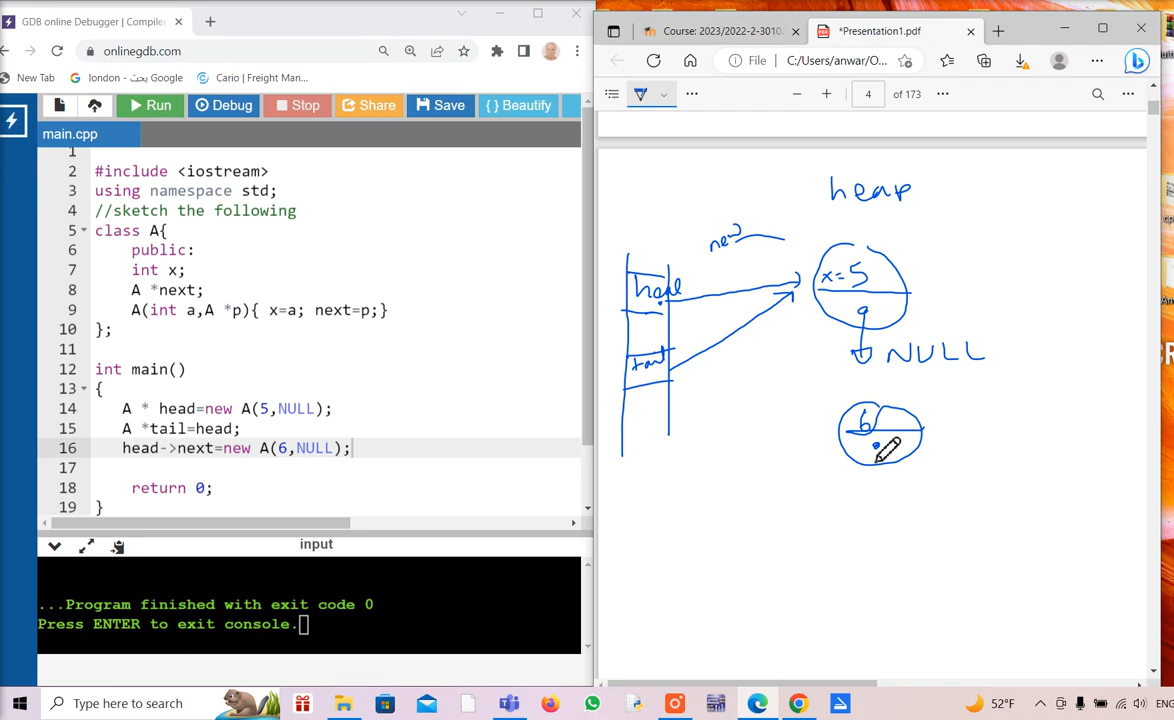 GDB online Debugger | Compiler
onlinegdb.com
New Tab
london - بحث Google
Cario | Freight Man...
Run
Debug
Stop
Share
Save
{ } Beautify
main.cpp
1
2 #include <iostream>
3 using namespace std;
4 //sketch the following
5 class A{
6 public:
7 int x;
8 A *next;
9 A(int a,A *p){ x=a; next=p;}
10 };
11
12 int main()
13 {
14 A * head=new A(5,NULL);
15 A *tail=head;
16 head->next=new A(6,NULL);
17
18 return 0;
19 }
input
...Program finished with exit code 0
Press ENTER to exit console.
Course: 2023/2022-2-3010
*Presentation1.pdf
File
C:/Users/anwar/O...
4 of 173
heap
new
head
x=5
tail
NULL
6
Type here to search
52°F
ENG